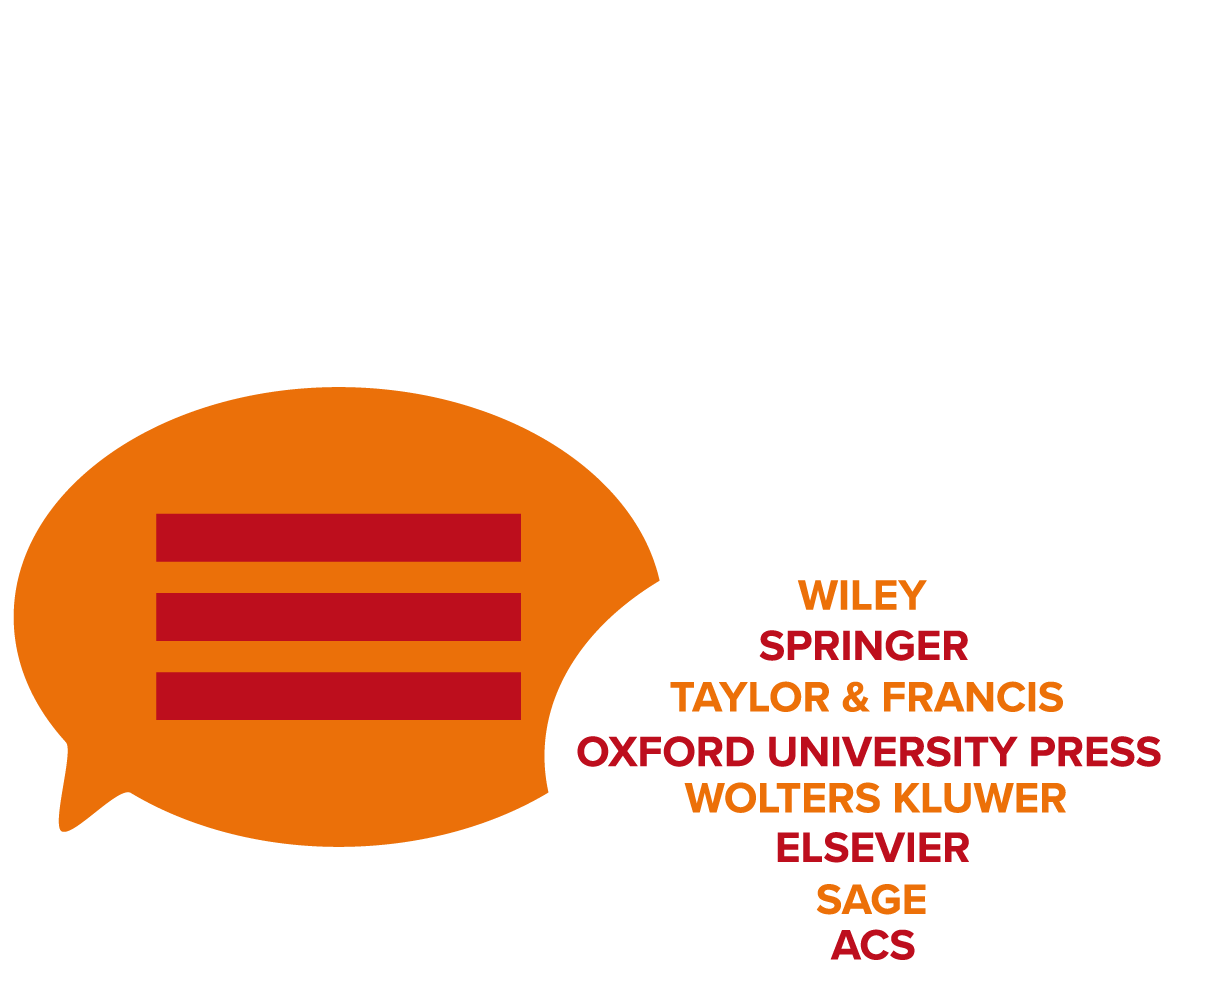 WILEY
SPRINGER
TAYLOR & FRANCIS
OXFORD UNIVERSITY PRESS
WOLTERS KLUWER
ELSEVIER
SAGE
ACS